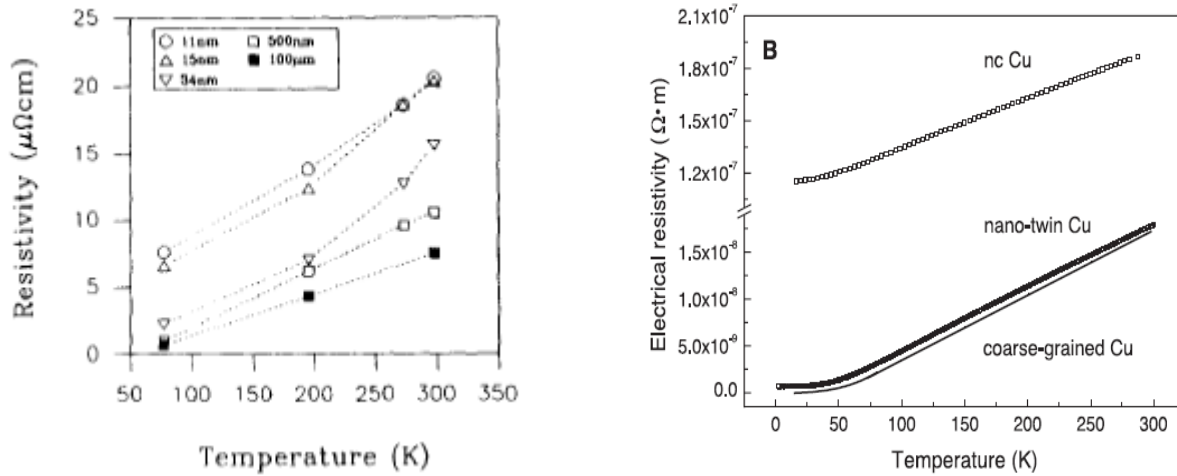 25
20
15
10
5
0
50 100 150 200 250 300 350
Resistivity (μΩcm)
Temperature (K)
11nm 500nm
15nm 100μm
34nm
B
2.1x10⁻⁷
1.8x10⁻⁷
1.5x10⁻⁷
1.2x10⁻⁷
1.5x10⁻⁸
1.0x10⁻⁸
5.0x10⁻⁹
0.0
0 50 100 150 200 250 300
Electrical resistivity ( Ω·m )
Temperature (K)
nc Cu
nano-twin Cu
coarse-grained Cu